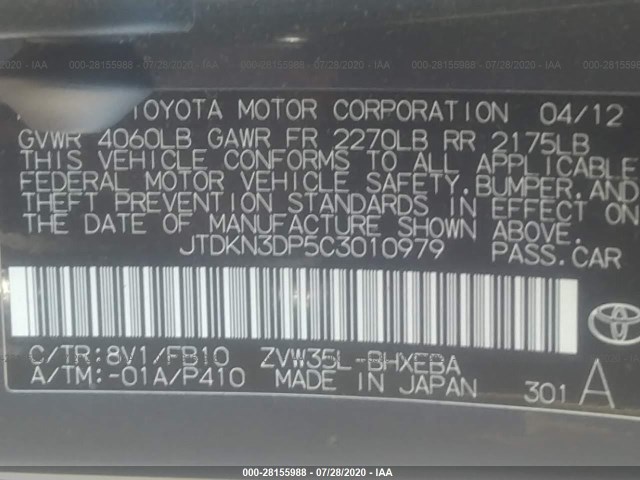 000-28155988 - 07/28/2020 - IAA
TOYOTA MOTOR CORPORATION 04/12
GVWR 4060LB GAWR FR 2270LB RR 2175LB
THIS VEHICLE CONFORMS TO ALL APPLICABLE
FEDERAL MOTOR VEHICLE SAFETY, BUMPER, AND
THEFT PREVENTION STANDARDS IN EFFECT ON
THE DATE OF MANUFACTURE SHOWN ABOVE.
JTDKN3DP5C3010979 PASS.CAR
C/TR:8V1/FB10 ZVW35L-BHXEBA
A/TM:-01A/P410 MADE IN JAPAN 301 A
000-28155988 - 07/28/2020 - IAA